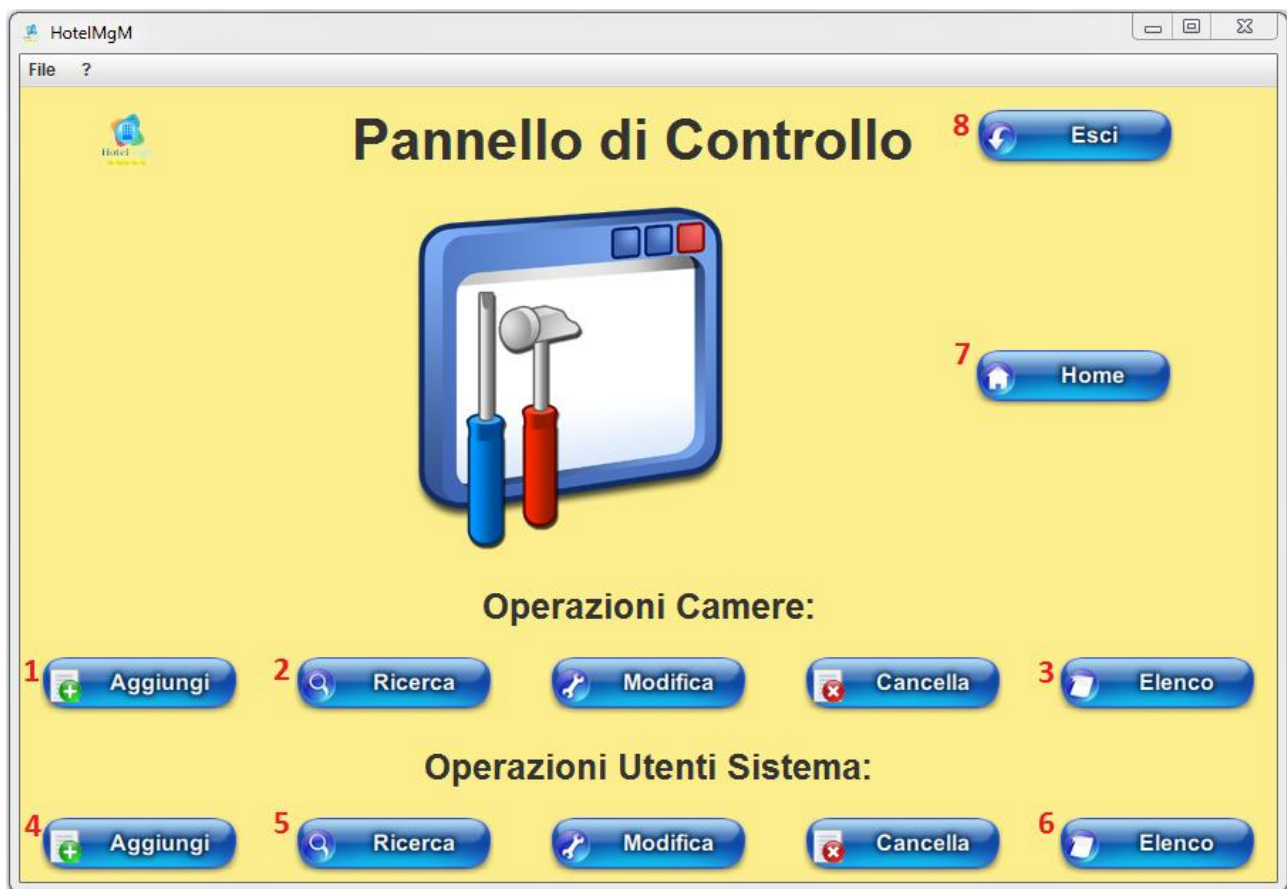 HotelMgM
File ?
Hotel
Pannello di Controllo
8 Esci
7 Home
Operazioni Camere:
1 Aggiungi 2 Ricerca Modifica Cancella 3 Elenco
Operazioni Utenti Sistema:
4 Aggiungi 5 Ricerca Modifica Cancella 6 Elenco